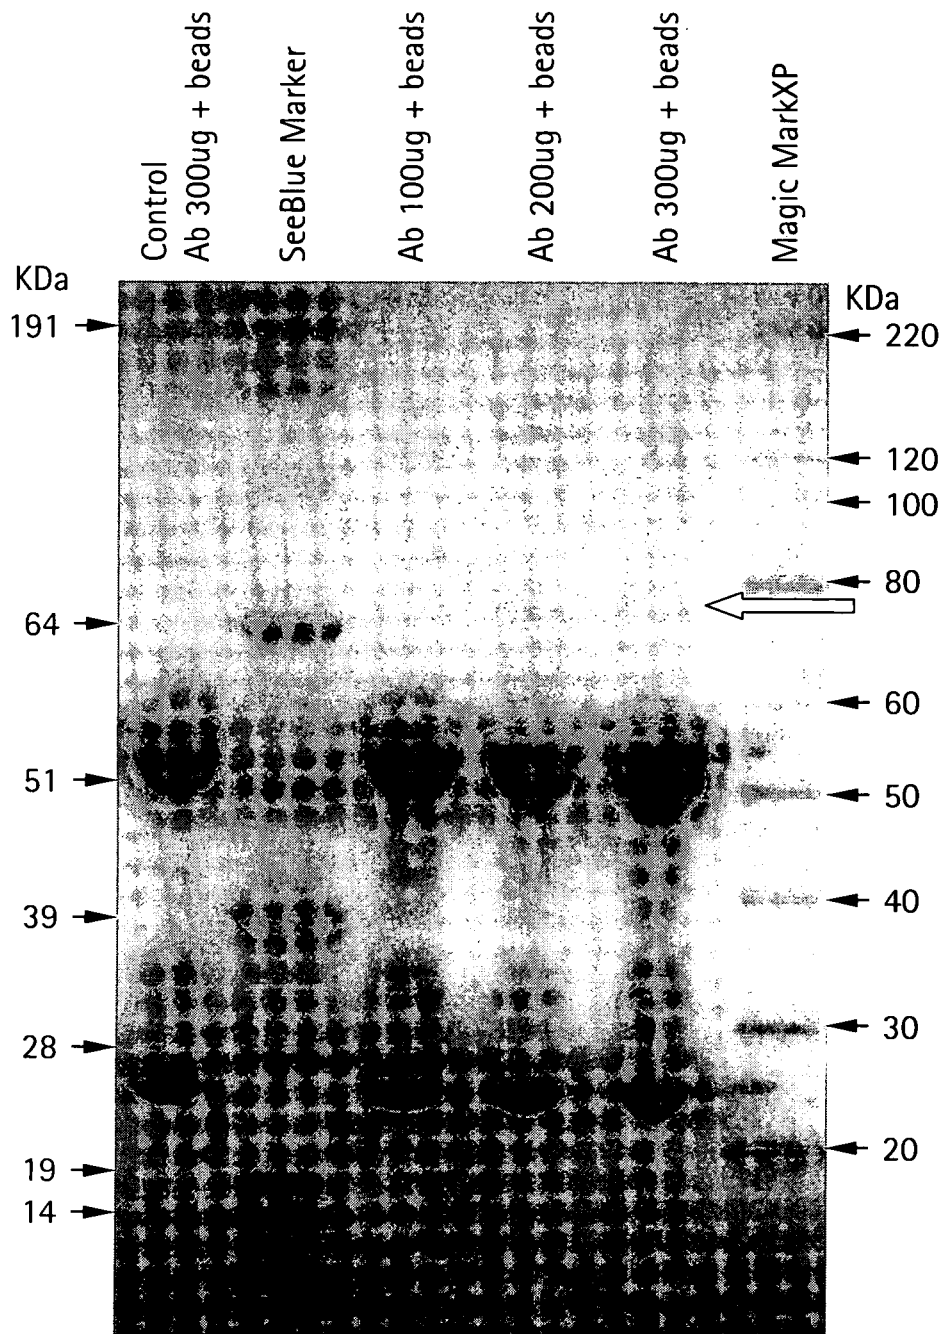 Control
Ab 300ug + beads
SeeBlue Marker
Ab 100ug + beads
Ab 200ug + beads
Ab 300ug + beads
Magic MarkXP
KDa
191
64
51
39
28
19
14
KDa
220
120
100
80
60
50
40
30
20